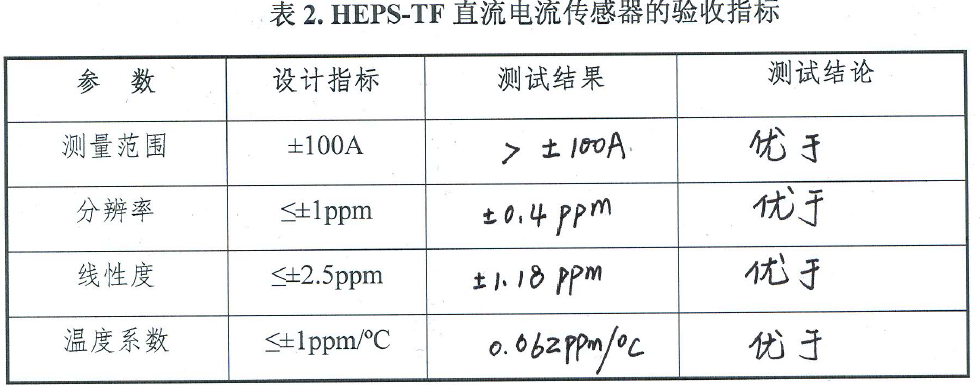 表 2. HEPS-TF 直流电流传感器的验收指标
参 数 设计指标 测试结果 测试结论
测量范围 ±100A > ±100A 优于
分辨率 ≤±1ppm ±0.4 ppm 优于
线性度 ≤±2.5ppm ±1.18 ppm 优于
温度系数 ≤±1ppm/ºC 0.062ppm/ºC 优于